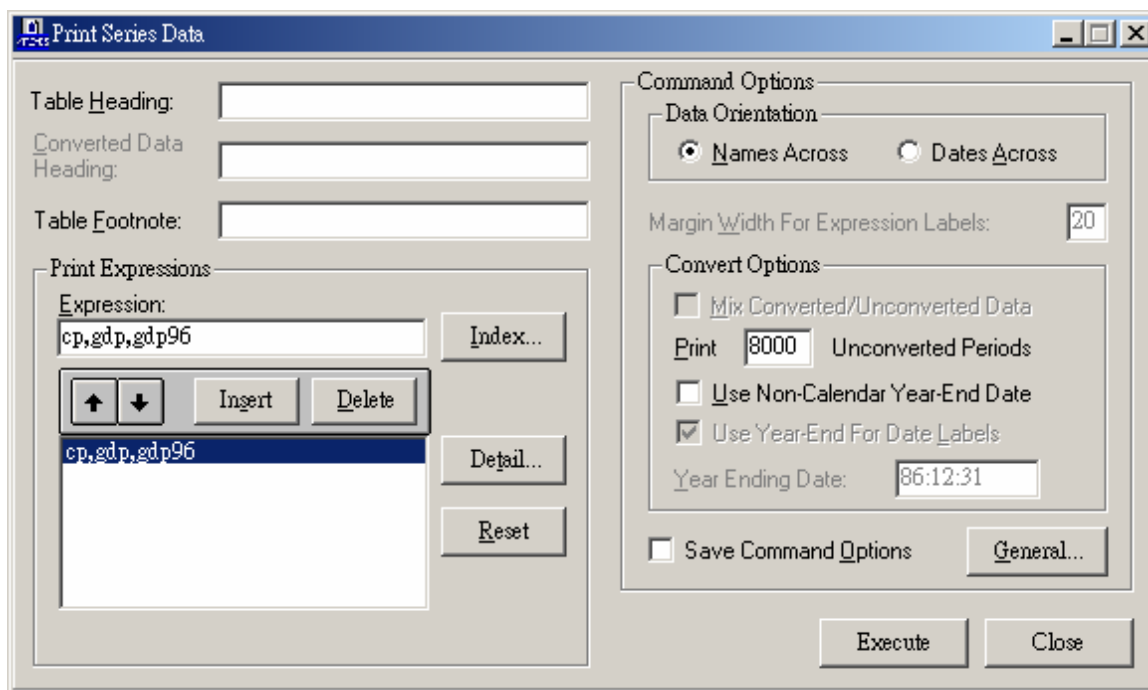 Print Series Data
Table Heading:
Converted Data
Heading:
Table Footnote:
Print Expressions
Expression:
cp,gdp,gdp96
Index...
Insert
Delete
cp,gdp,gdp96
Detail...
Reset
Command Options
Data Orientation
Names Across
Dates Across
Margin Width For Expression Labels:
20
Convert Options
Mix Converted/Unconverted Data
Print 8000 Unconverted Periods
Use Non-Calendar Year-End Date
Use Year-End For Date Labels
Year Ending Date:
86:12:31
Save Command Options
General...
Execute
Close